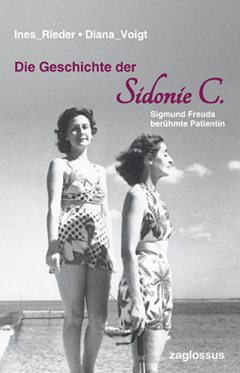 Ines_Rieder • Diana_Voigt
Die Geschichte der
Sidonie C.
Sigmund Freuds
berühmte Patientin
zaglossus